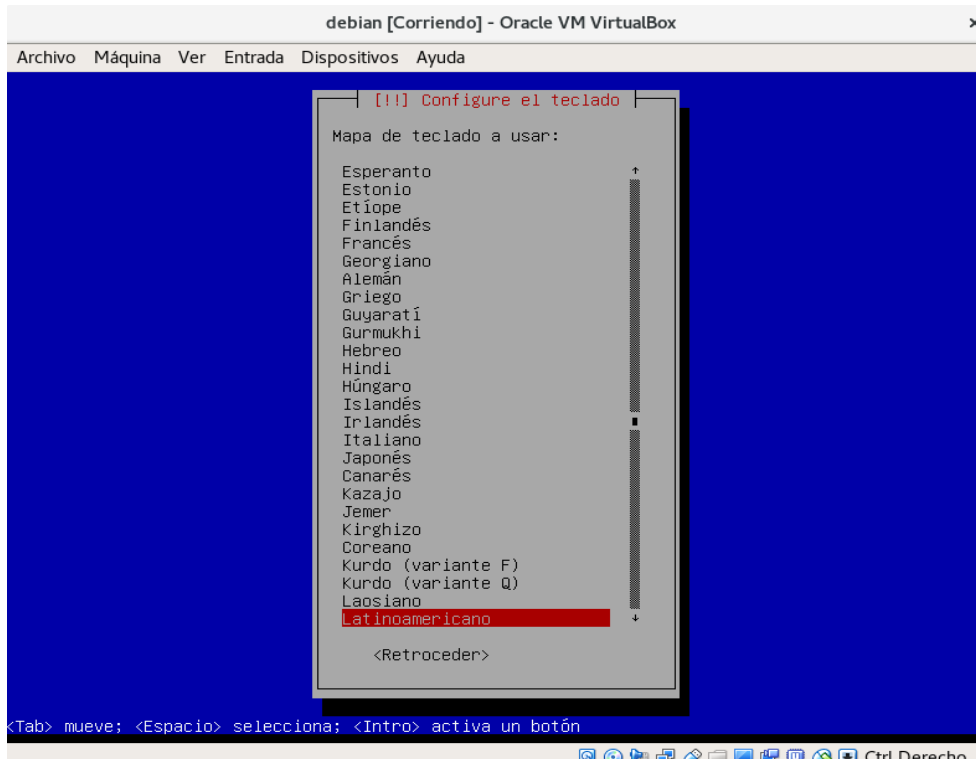 debian [Corriendo] - Oracle VM VirtualBox
Archivo Máquina Ver Entrada Dispositivos Ayuda
[!!] Configure el teclado
Mapa de teclado a usar:
Esperanto
Estonio
Etíope
Finlandés
Francés
Georgiano
Alemán
Griego
Guyaratí
Gurmukhi
Hebreo
Hindi
Húngaro
Islandés
Irlandés
Italiano
Japonés
Canarés
Kazajo
Jemer
Kirghizo
Coreano
Kurdo (variante F)
Kurdo (variante Q)
Laosiano
Latinoamericano
<Retroceder>
<Tab> mueve; <Espacio> selecciona; <Intro> activa un botón
Ctrl Derecho